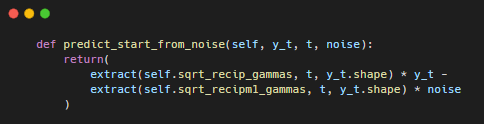 def predict_start_from_noise(self, y_t, t, noise):
    return(
        extract(self.sqrt_recip_gammas, t, y_t.shape) * y_t -
        extract(self.sqrt_recipm1_gammas, t, y_t.shape) * noise
    )